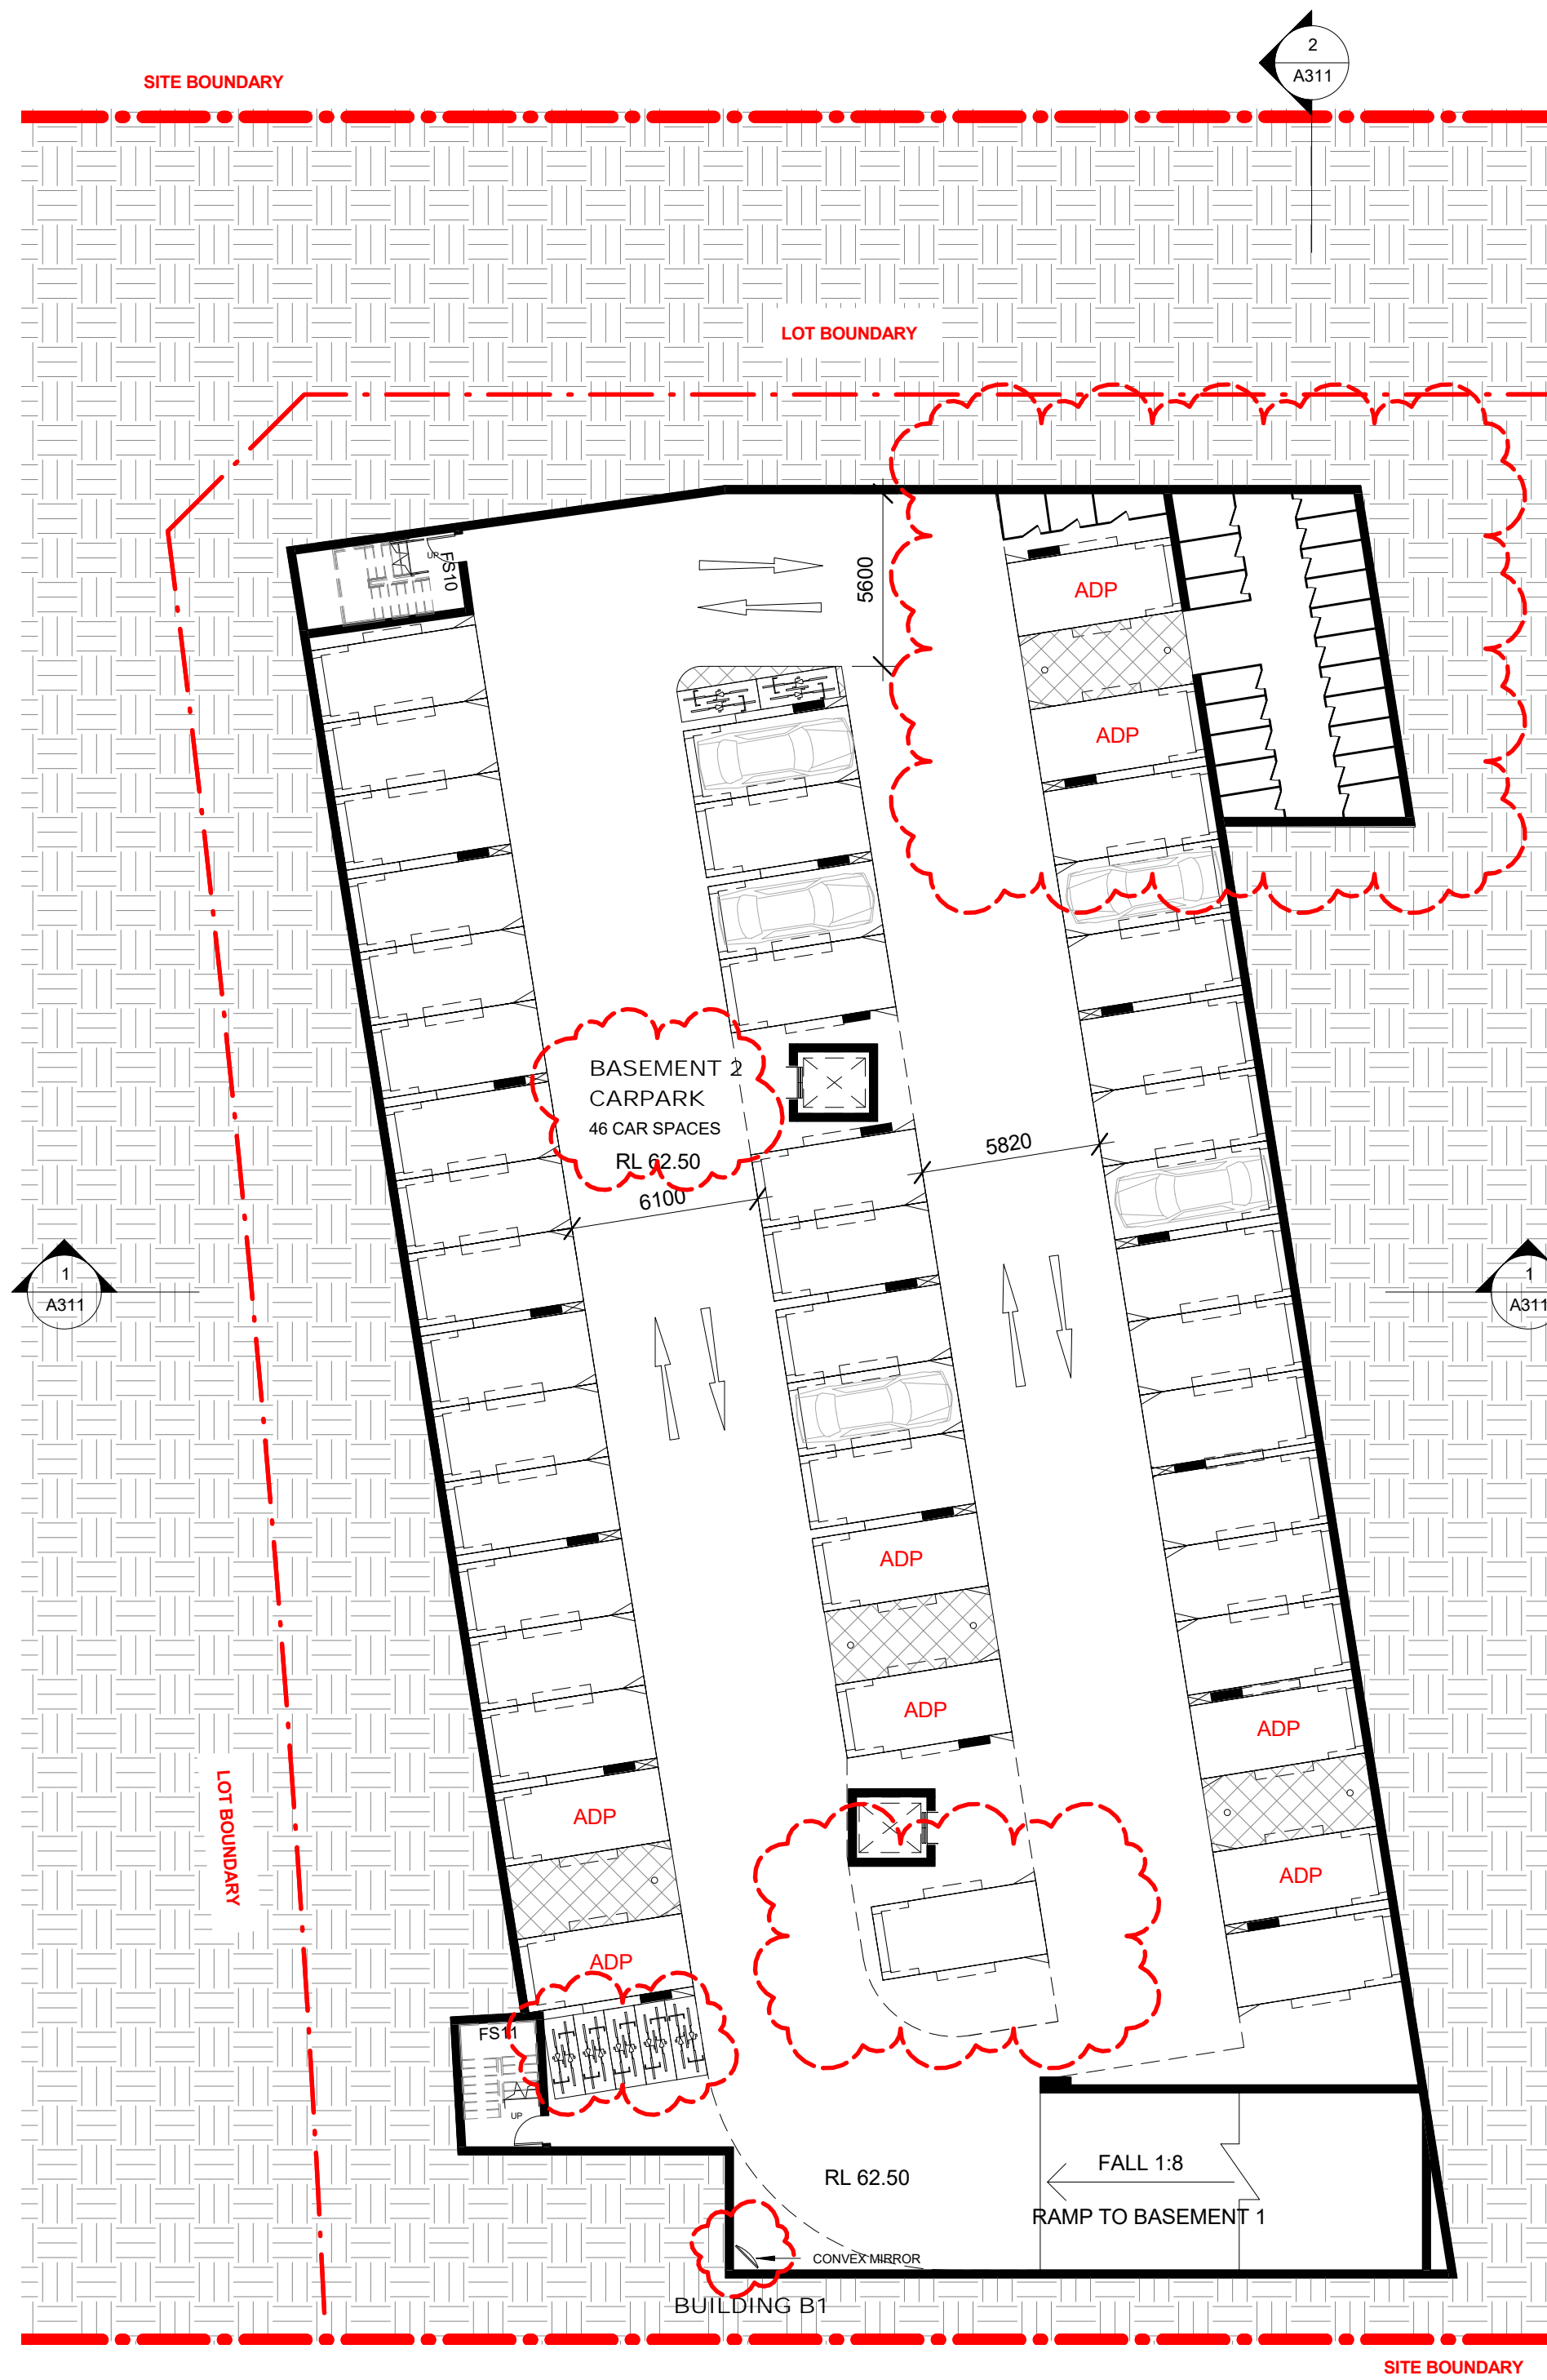 2
A311
SITE BOUNDARY
LOT BOUNDARY
UP
FS10
5600
ADP
ADP
BASEMENT 2
CARPARK
46 CAR SPACES
RL 62.50
6100
5820
1
A311
1
A311
ADP
ADP
ADP
ADP
ADP
ADP
LOT BOUNDARY
FS11
UP
RL 62.50
FALL 1:8
RAMP TO BASEMENT 1
CONVEX MIRROR
BUILDING B1
SITE BOUNDARY